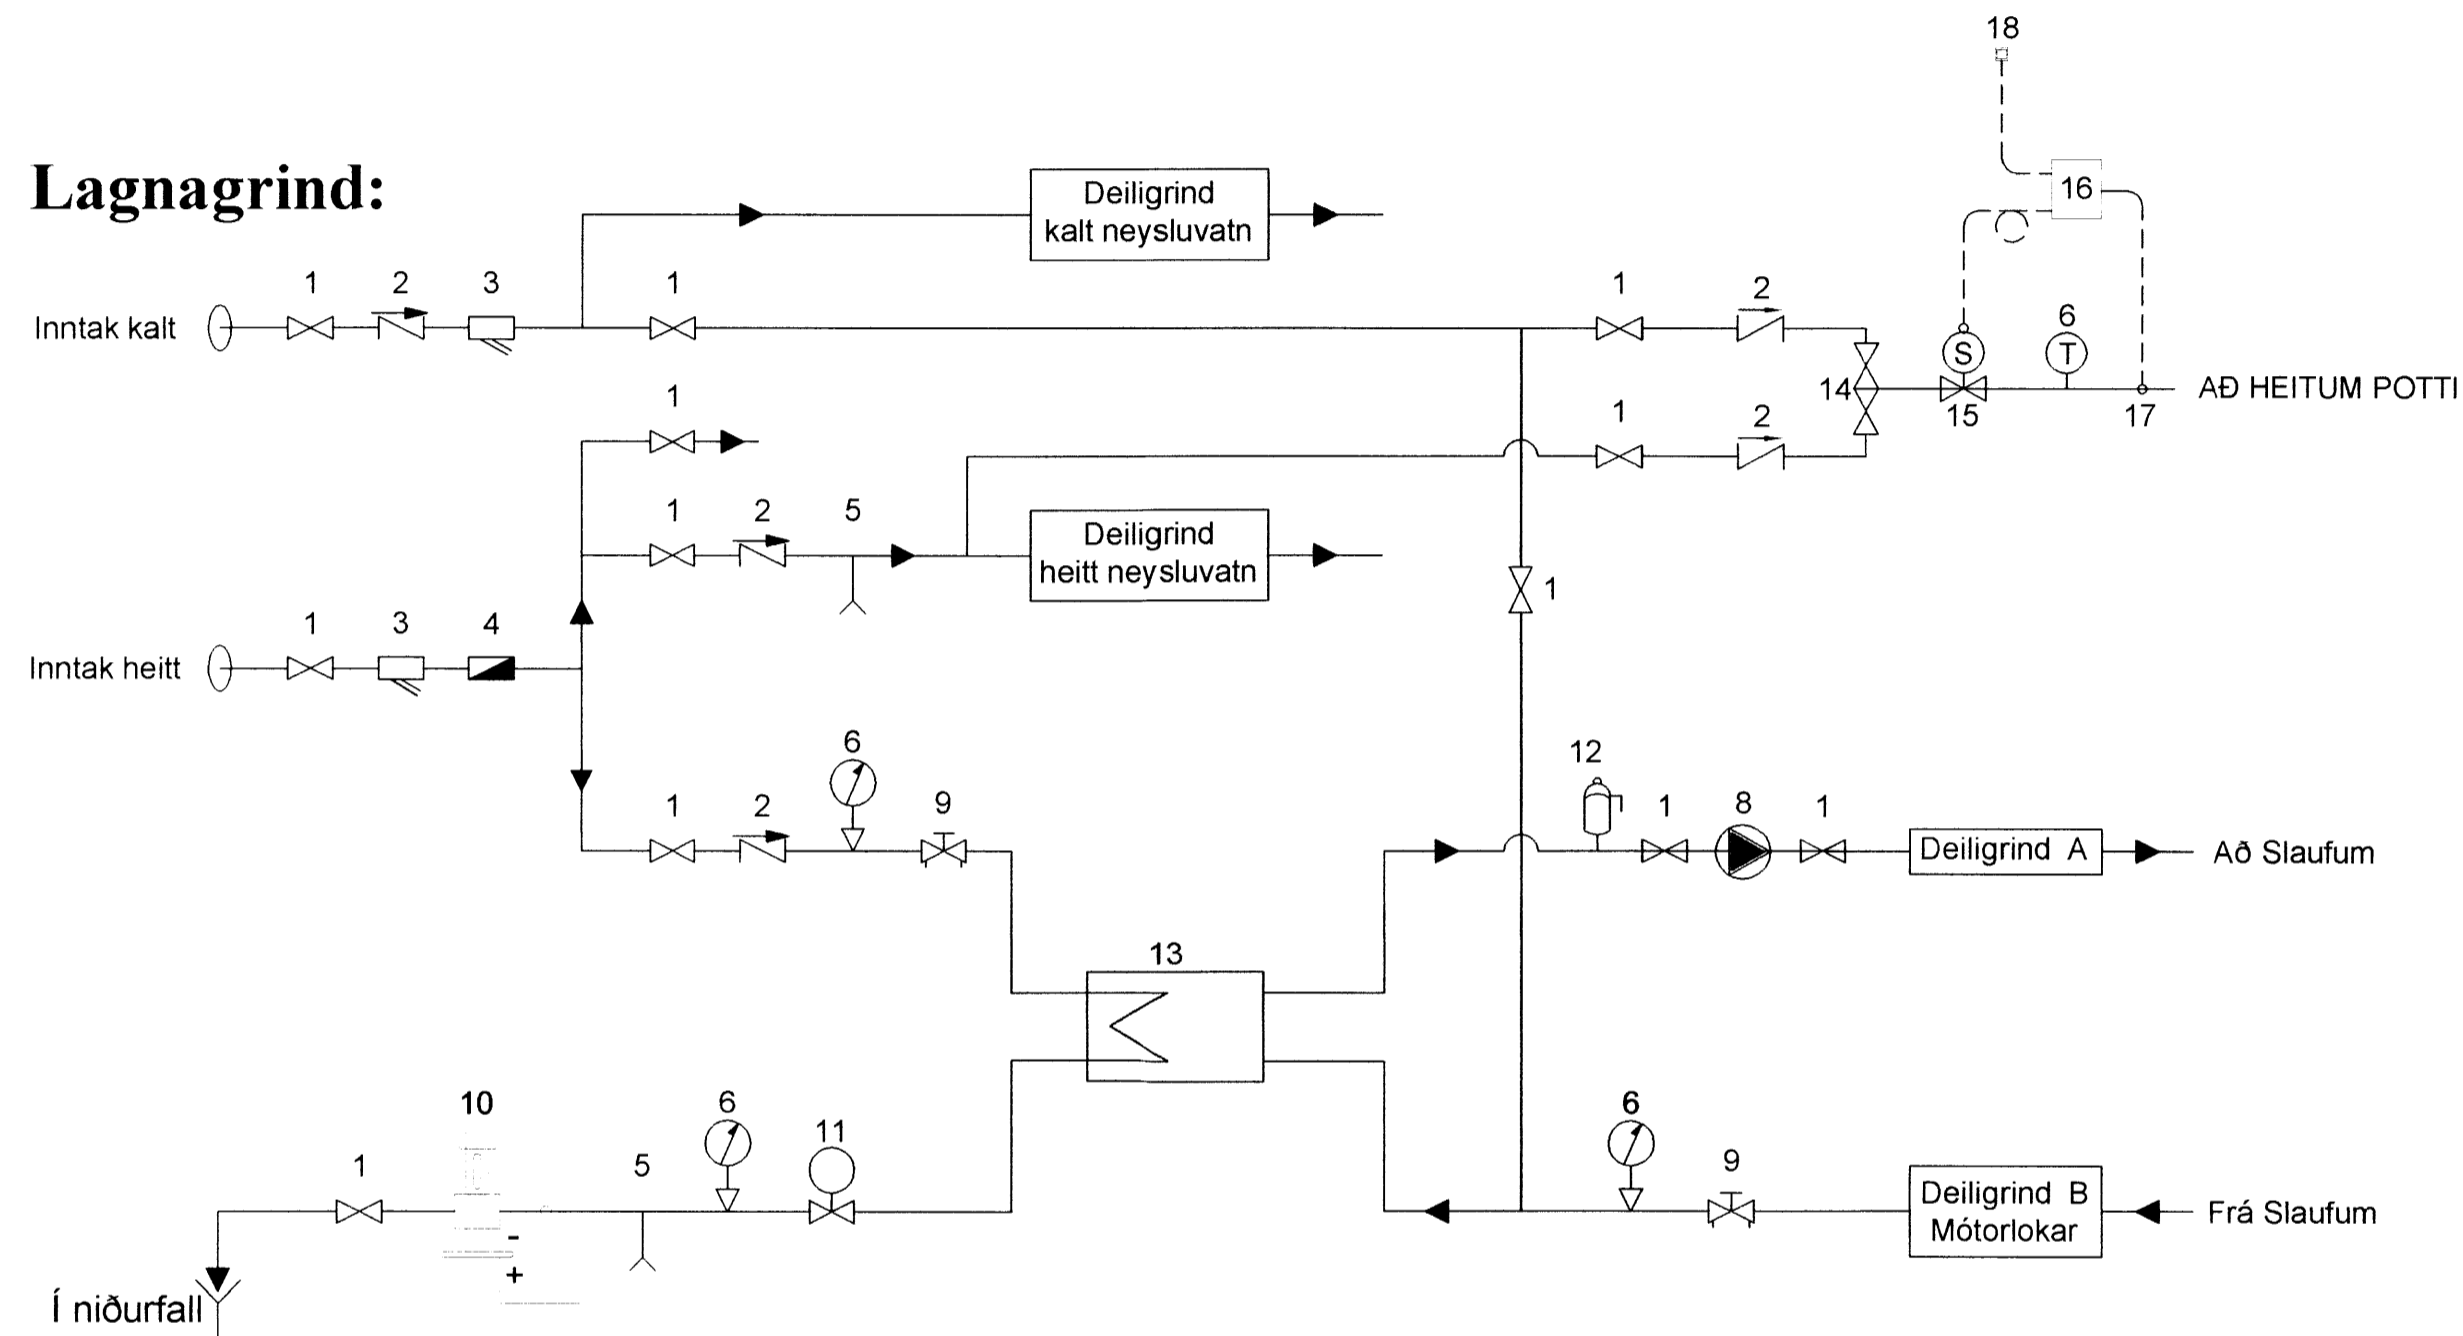 18
Lagnagrind:
Deiligrind
kalt neysluvatn
16
1 2 3 1 1 2 6
Inntak kalt
S T
14 15 17 AÐ HEITUM POTTI
1 1 2
1 2 5
Deiligrind
heitt neysluvatn
1
1 3 4
Inntak heitt
6 12
1 2 9 1 8 1
Deiligrind A Að Slaufum
13
10 6 6
1 5 11 9
Deiligrind B
Mótorlokar
Frá Slaufum
-
+
Í niðurfall